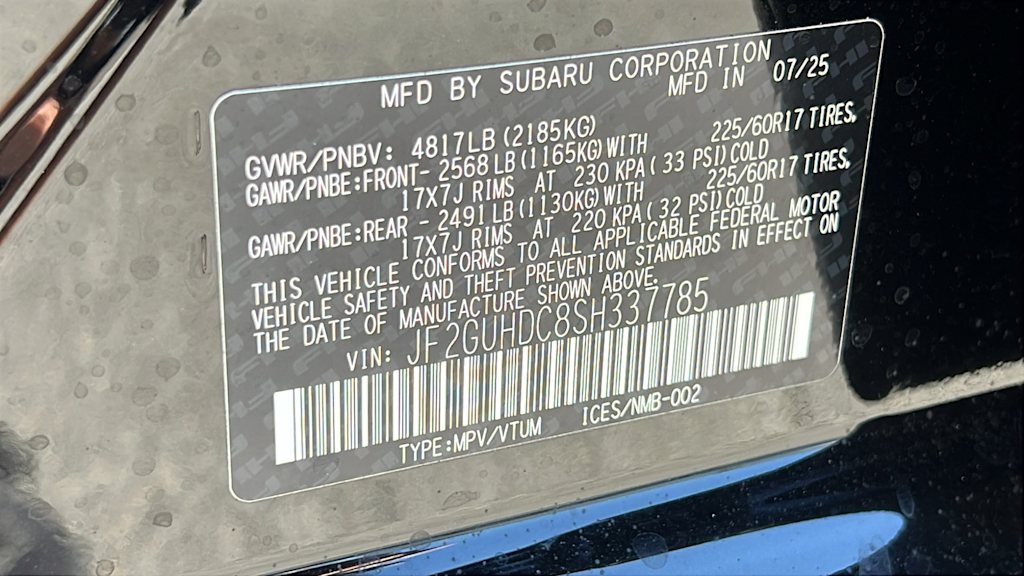 MFD BY SUBARU CORPORATION
MFD IN 07/25
GVWR/PNBV: 4817LB (2185KG)
GAWR/PNBE:FRONT- 2568 LB (1165KG) WITH 225/60R17 TIRES,
17X7J RIMS AT 230 KPA( 33 PSI) COLD
GAWR/PNBE:REAR - 2491 LB (1130KG) WITH 225/60R17 TIRES,
17X7J RIMS AT 220 KPA( 32 PSI) COLD
THIS VEHICLE CONFORMS TO ALL APPLICABLE FEDERAL MOTOR
VEHICLE SAFETY AND THEFT PREVENTION STANDARDS IN EFFECT ON
THE DATE OF MANUFACTURE SHOWN ABOVE.
VIN: JF2GUHDC8SH337785
TYPE:MPV/VTUM ICES/NMB-002